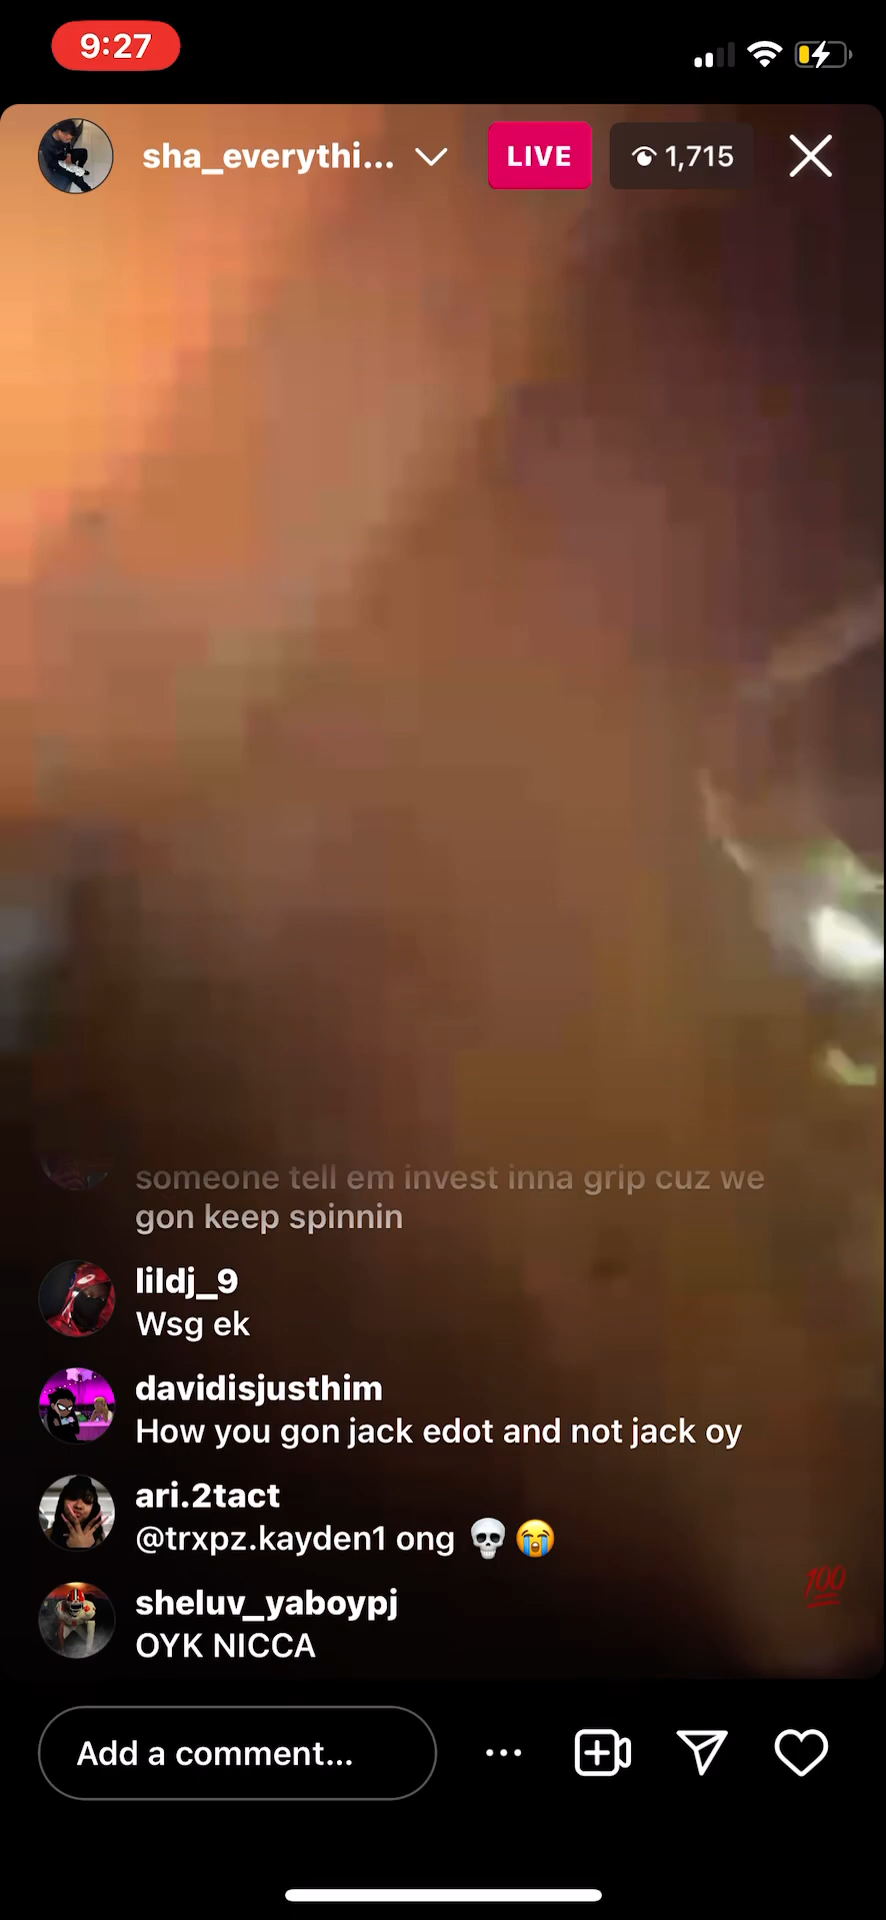 9:27
sha_everythi...
LIVE
1,715
someone tell em invest inna grip cuz we
gon keep spinnin
lildj_9
Wsg ek
davidisjusthim
How you gon jack edot and not jack oy
ari.2tact
@trxpz.kayden1 ong 💀😭
sheluv_yaboypj
OYK NICCA
💯
Add a comment...